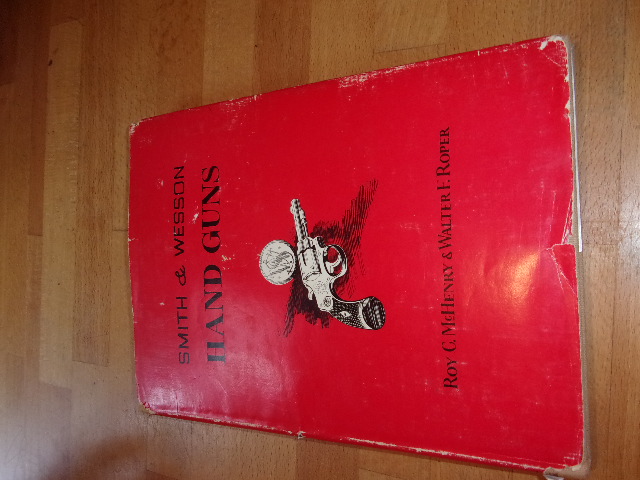 SMITH & WESSON
HAND GUNS
ROY C. McHENRY & WALTER F. ROPER